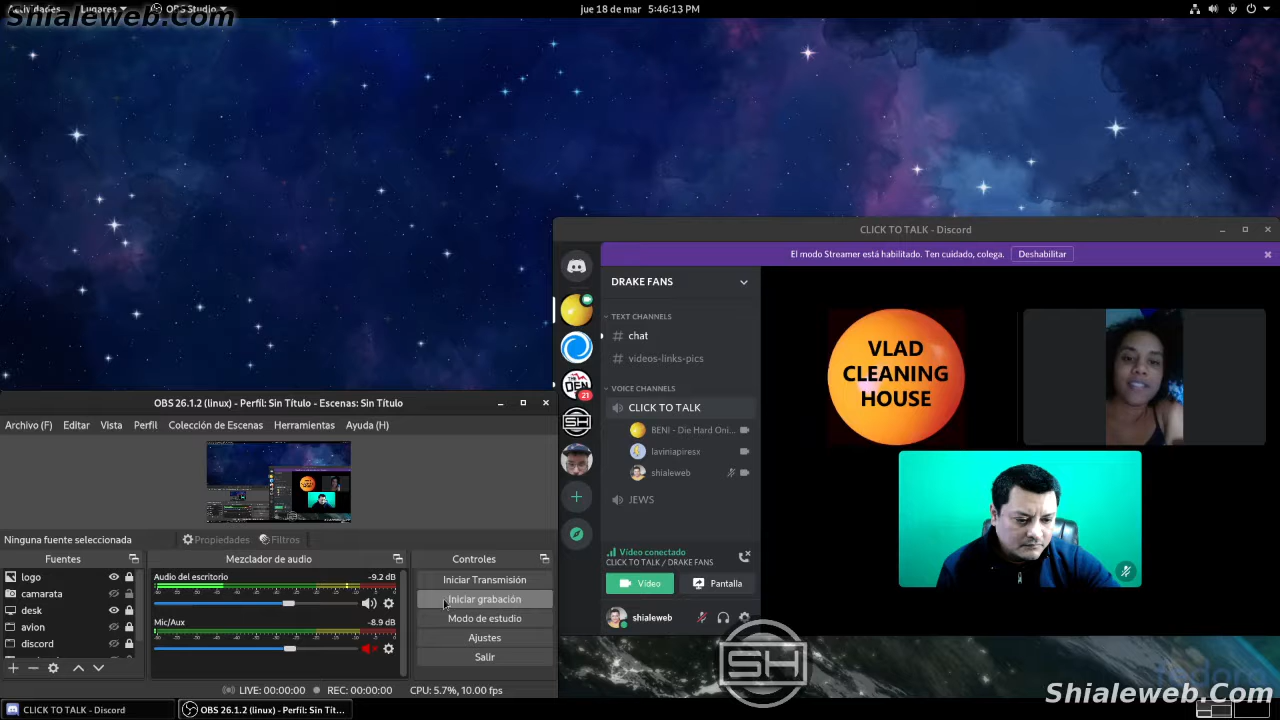 Actividades
Lugares
OBS Studio
jue 18 de mar 5:46:13 PM
Shialeweb.Com
CLICK TO TALK - Discord
El modo Streamer está habilitado. Ten cuidado, colega.
Deshabilitar
DRAKE FANS
TEXT CHANNELS
# chat
# videos-links-pics
VOICE CHANNELS
CLICK TO TALK
BENI - Die Hard Oni...
laviniapiresx
shialeweb
JEWS
THE DEN
21
SH
VLAD
CLEANING
HOUSE
Vídeo conectado
CLICK TO TALK / DRAKE FANS
Vídeo
Pantalla
shialeweb
OBS 26.1.2 (linux) - Perfil: Sin Título - Escenas: Sin Título
Archivo (F)
Editar
Vista
Perfil
Colección de Escenas
Herramientas
Ayuda (H)
Ninguna fuente seleccionada
Propiedades
Filtros
Fuentes
Mezclador de audio
Controles
logo
camarata
desk
avion
discord
Audio del escritorio
-9.2 dB
Mic/Aux
-8.9 dB
Iniciar Transmisión
Iniciar grabación
Modo de estudio
Ajustes
Salir
LIVE: 00:00:00
REC: 00:00:00
CPU: 5.7%, 10.00 fps
SH
Shialeweb.Com
CLICK TO TALK - Discord
OBS 26.1.2 (linux) - Perfil: Sin Tít...